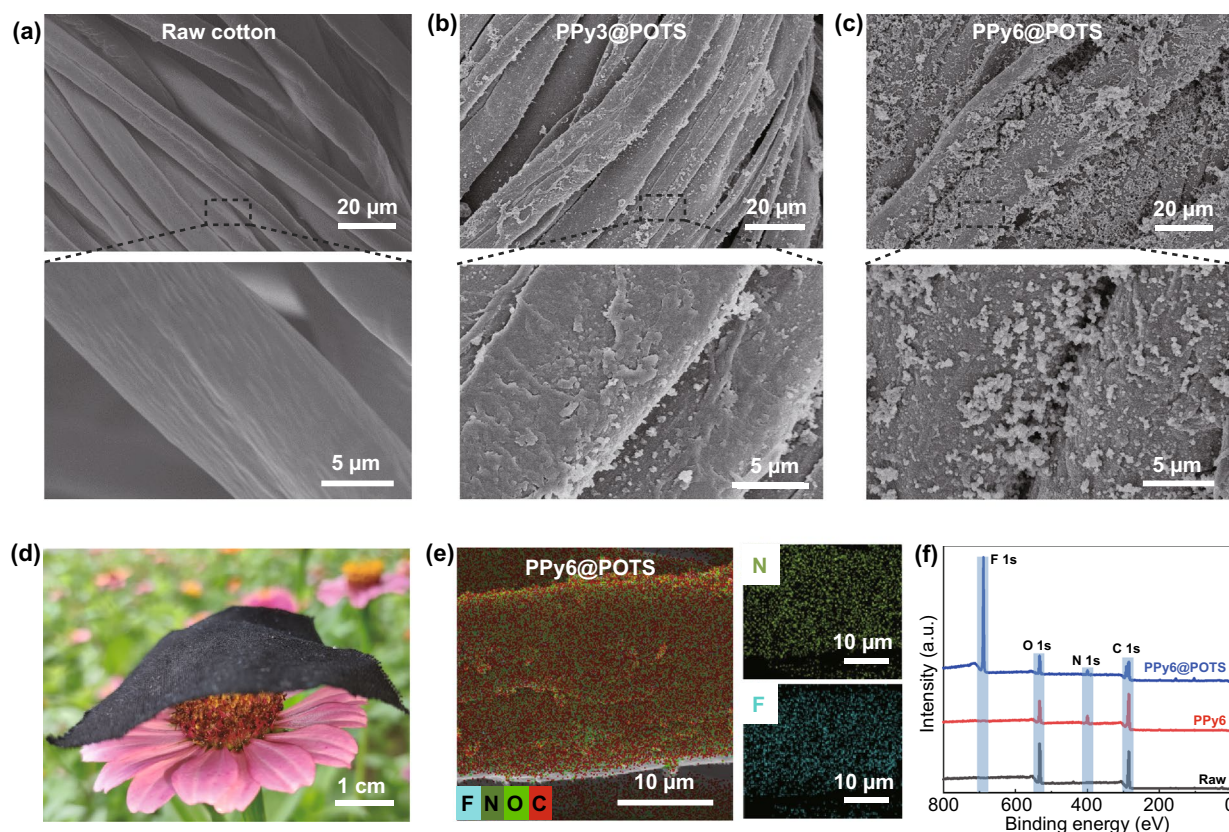 (a)
Raw cotton
20 µm
5 µm
(b)
PPy3@POTS
20 µm
5 µm
(c)
PPy6@POTS
20 µm
5 µm
(d)
1 cm
(e)
PPy6@POTS
10 µm
F N O C
N
10 µm
F
10 µm
(f)
F 1s
O 1s
N 1s
C 1s
PPy6@POTS
PPy6
Raw
Intensity (a.u.)
800 600 400 200 0
Binding energy (eV)